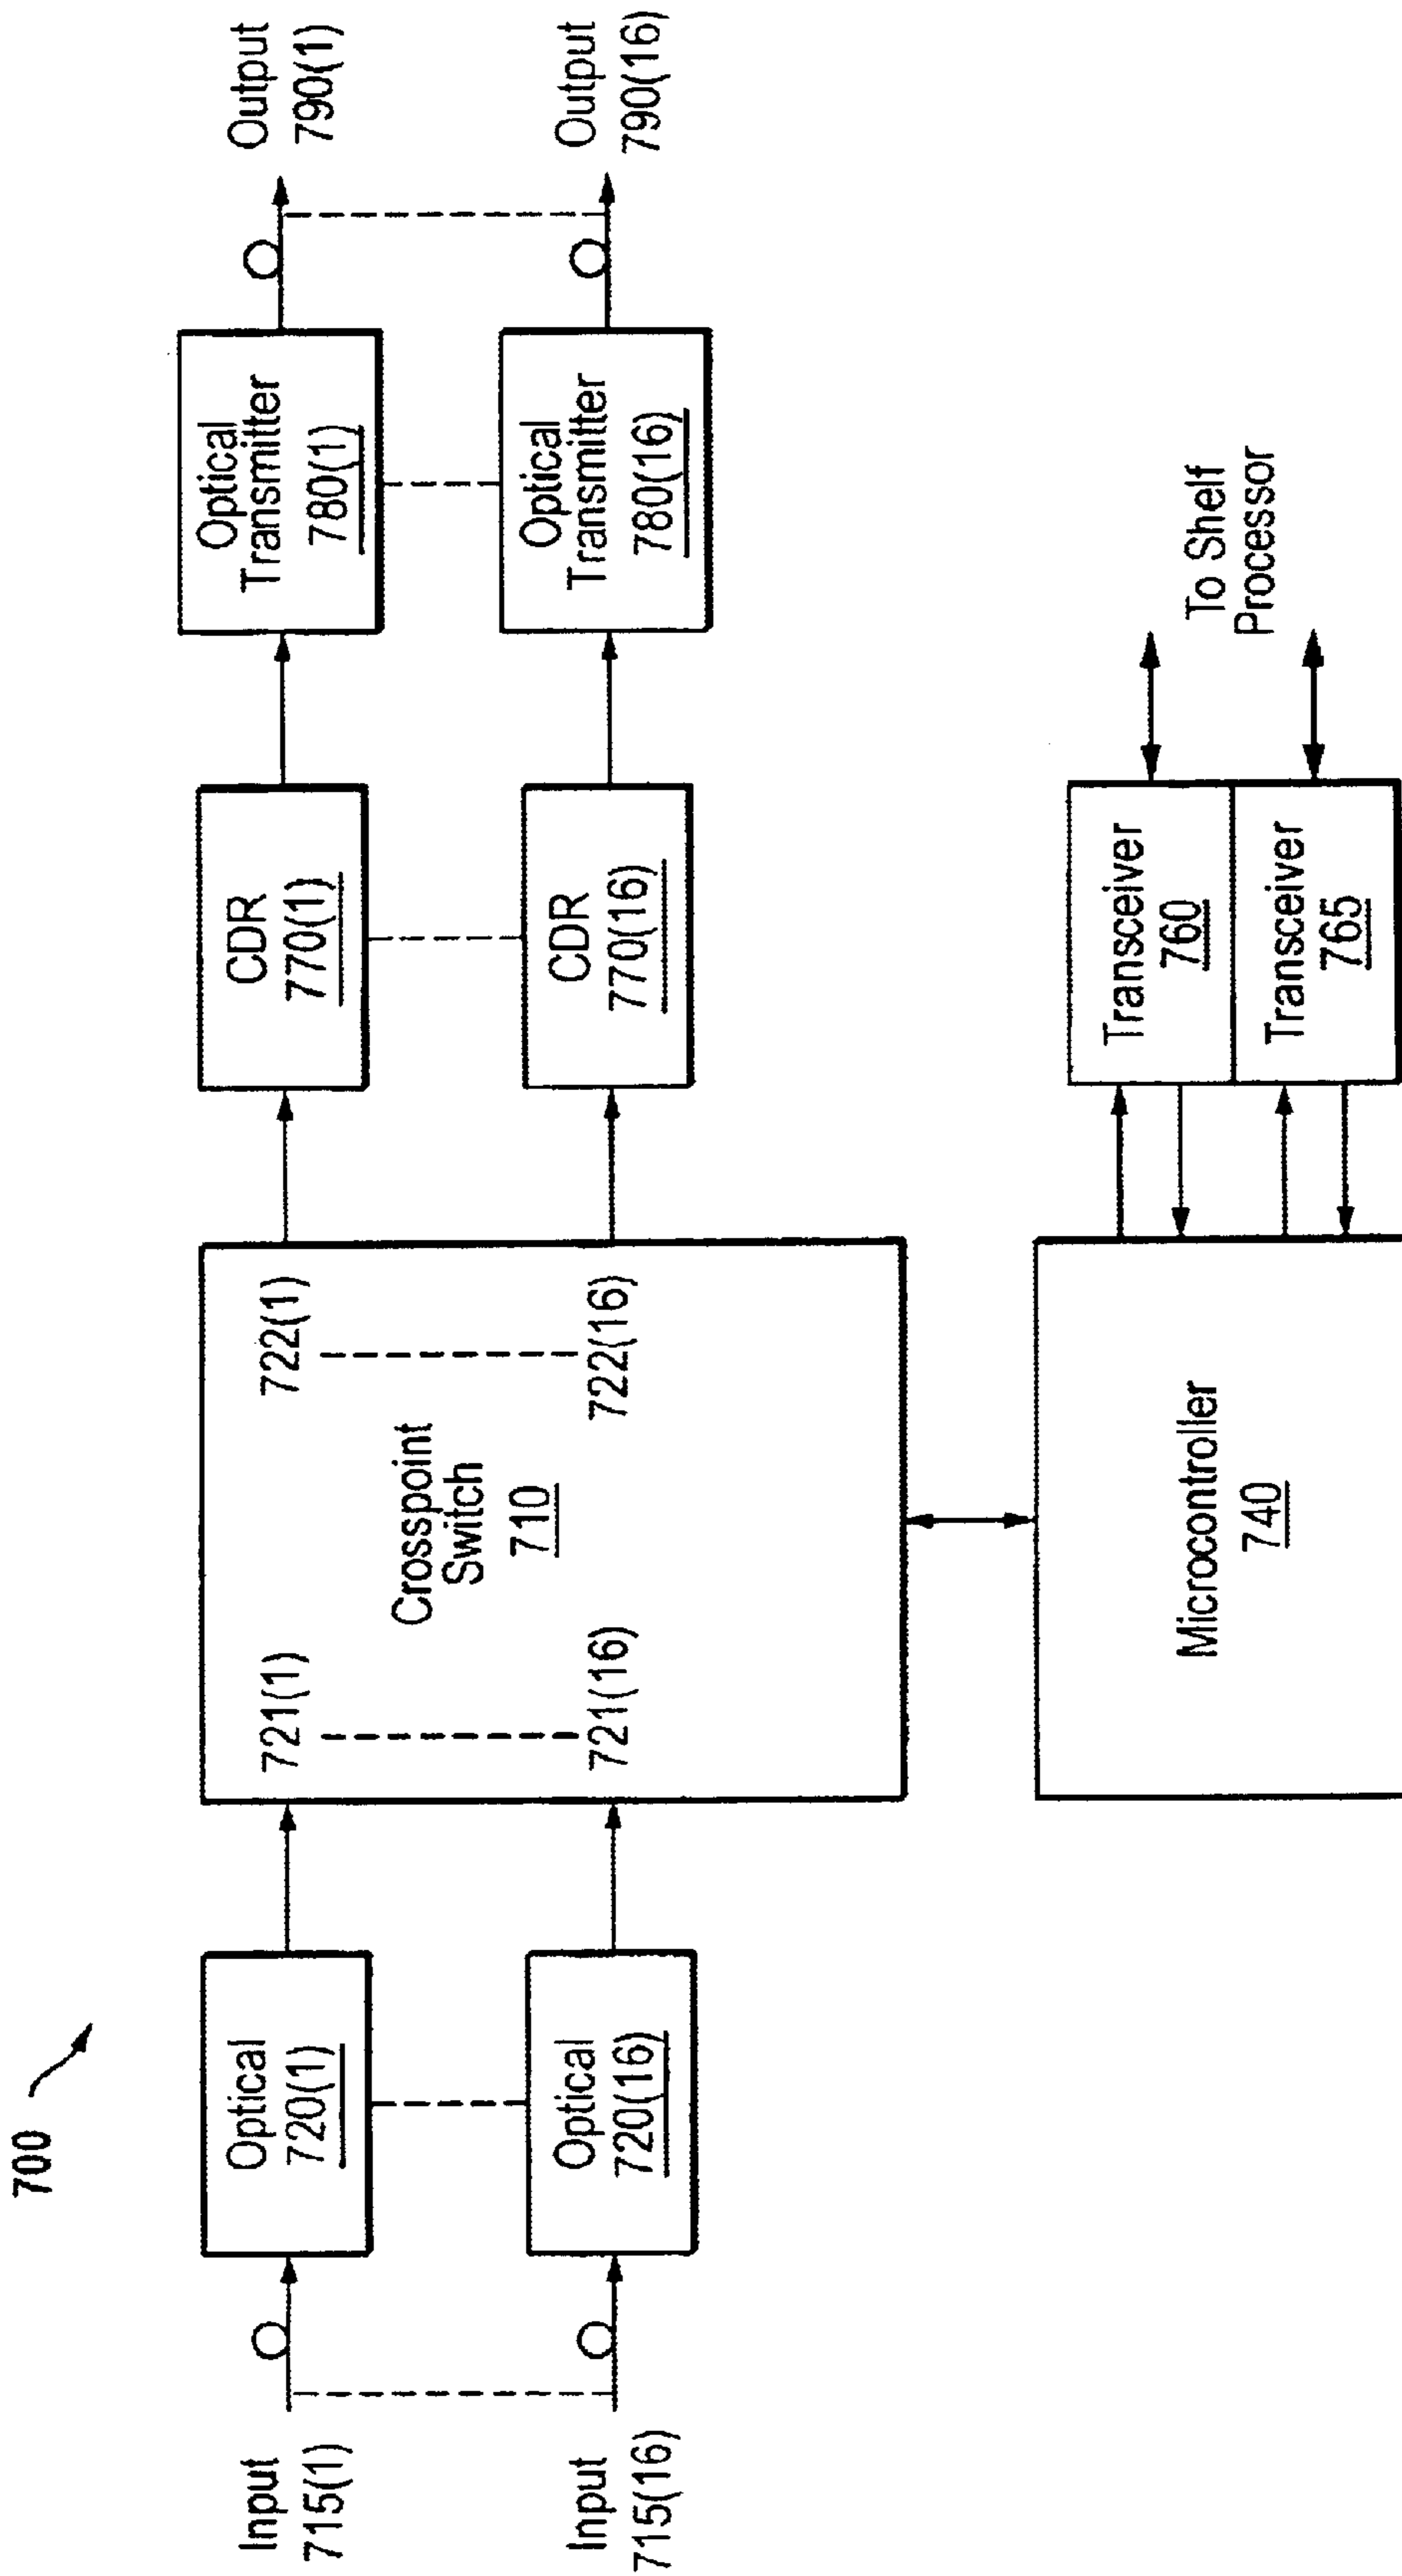 700
Input
715(1)
Input
715(16)
Optical
720(1)
Optical
720(16)
721(1)
721(16)
Crosspoint
Switch
710
722(1)
722(16)
CDR
770(1)
CDR
770(16)
Optical
Transmitter
780(1)
Optical
Transmitter
780(16)
Output
790(1)
Output
790(16)
Microcontroller
740
Transceiver
760
Transceiver
765
To Shelf
Processor